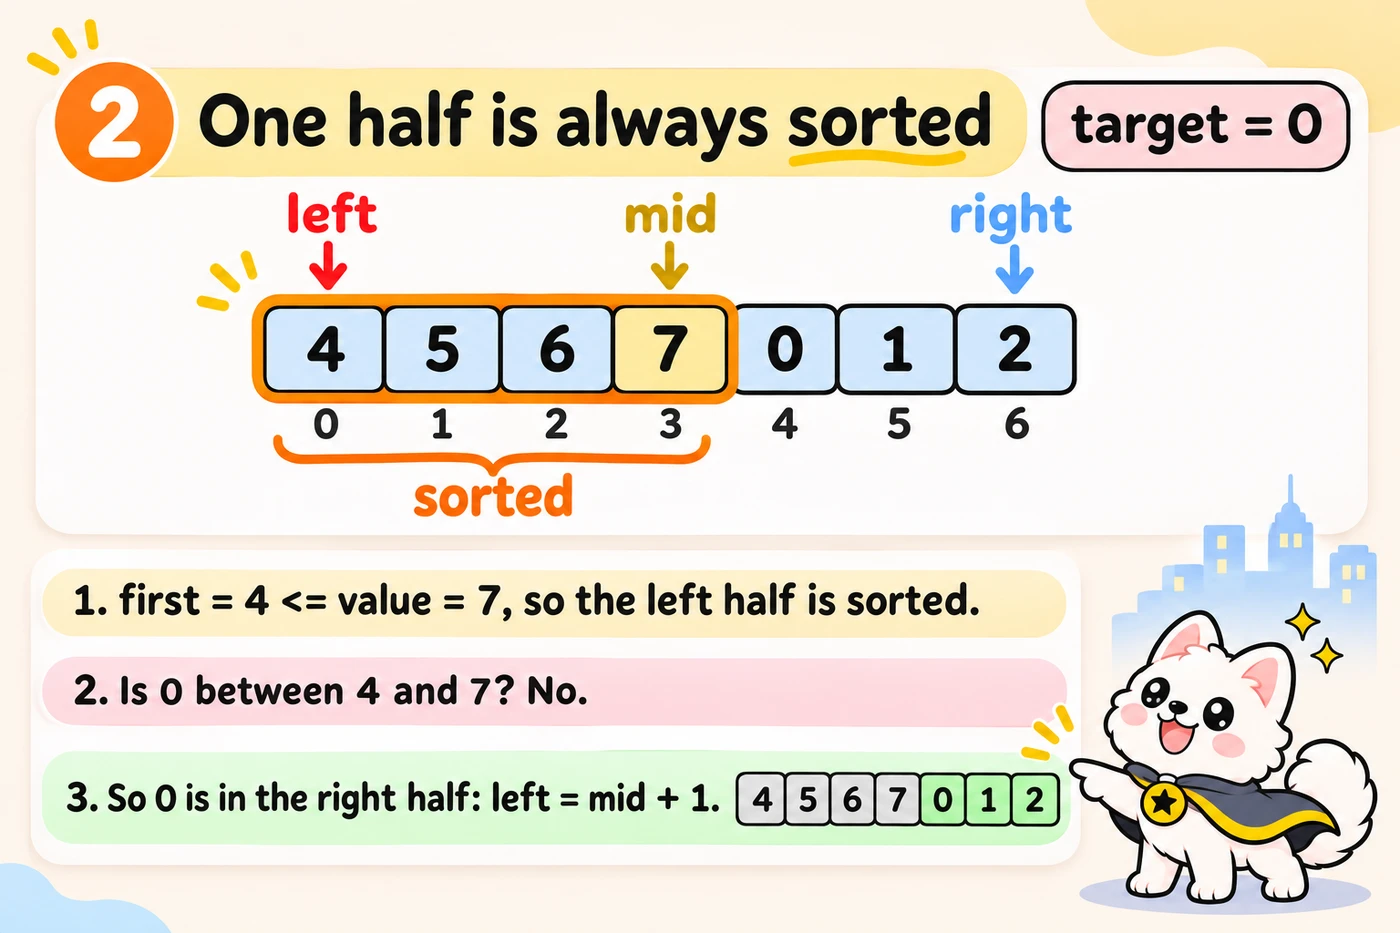 2
One half is always sorted
target = 0
left mid right
4 5 6 7 0 1 2
0 1 2 3 4 5 6
sorted
1. first = 4 <= value = 7, so the left half is sorted.
2. Is 0 between 4 and 7? No.
3. So 0 is in the right half: left = mid + 1. 4 5 6 7 0 1 2